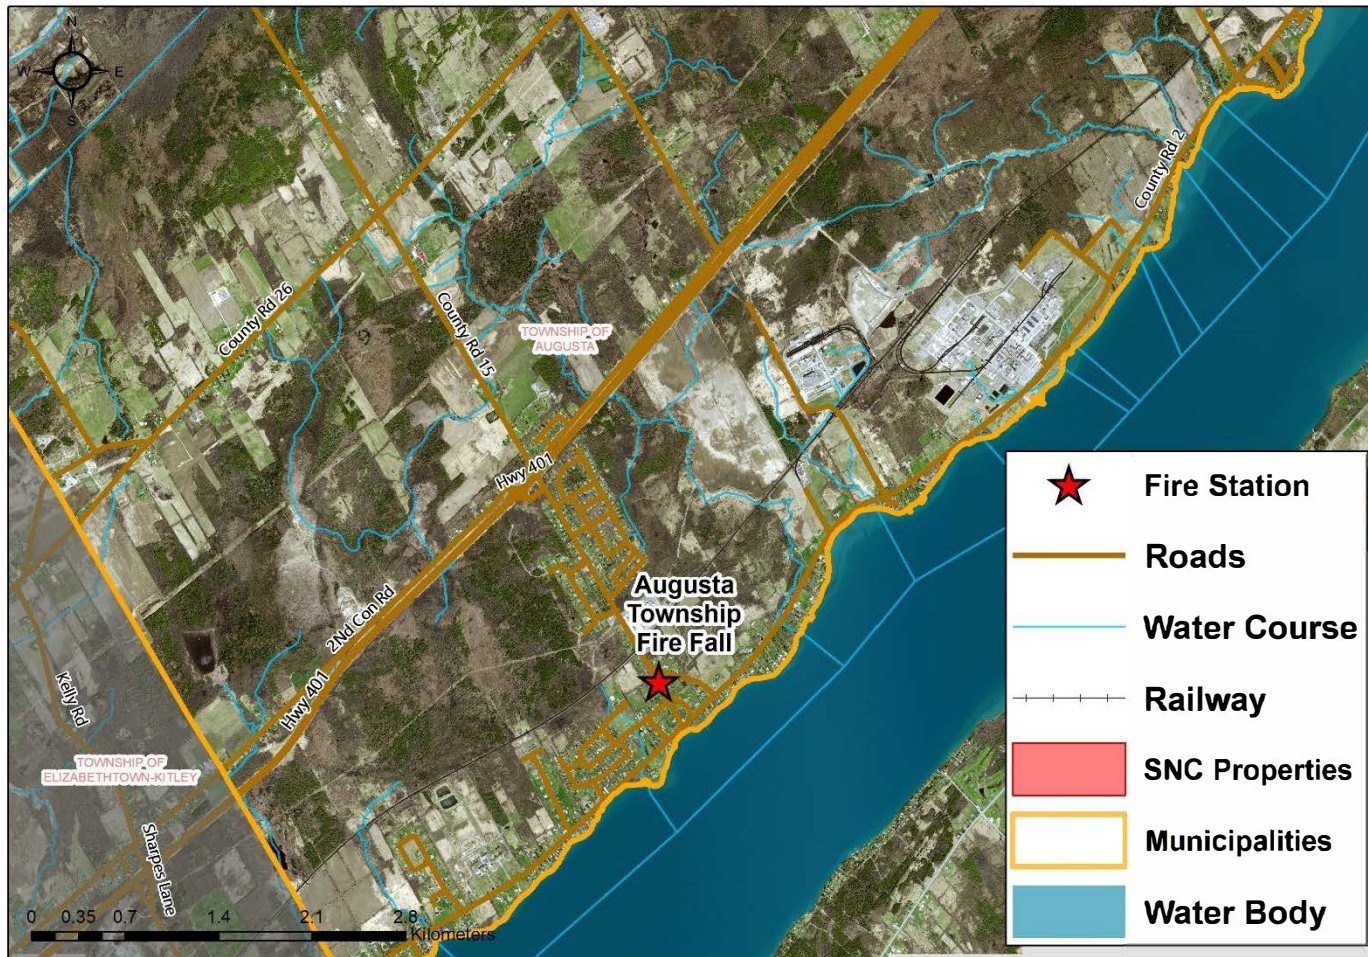 N
W E
S
County Rd 2
County Rd 26
County Rd 15
TOWNSHIP OF
AUGUSTA
Hwy 401
2Nd Con Rd
Hwy 401
Kelly Rd
TOWNSHIP OF
ELIZABETHTOWN-KITLEY
Sharpes Lane
Augusta
Township
Fire Fall
0 0.35 0.7 1.4 2.1 2.8
Kilometers
Fire Station
Roads
Water Course
Railway
SNC Properties
Municipalities
Water Body